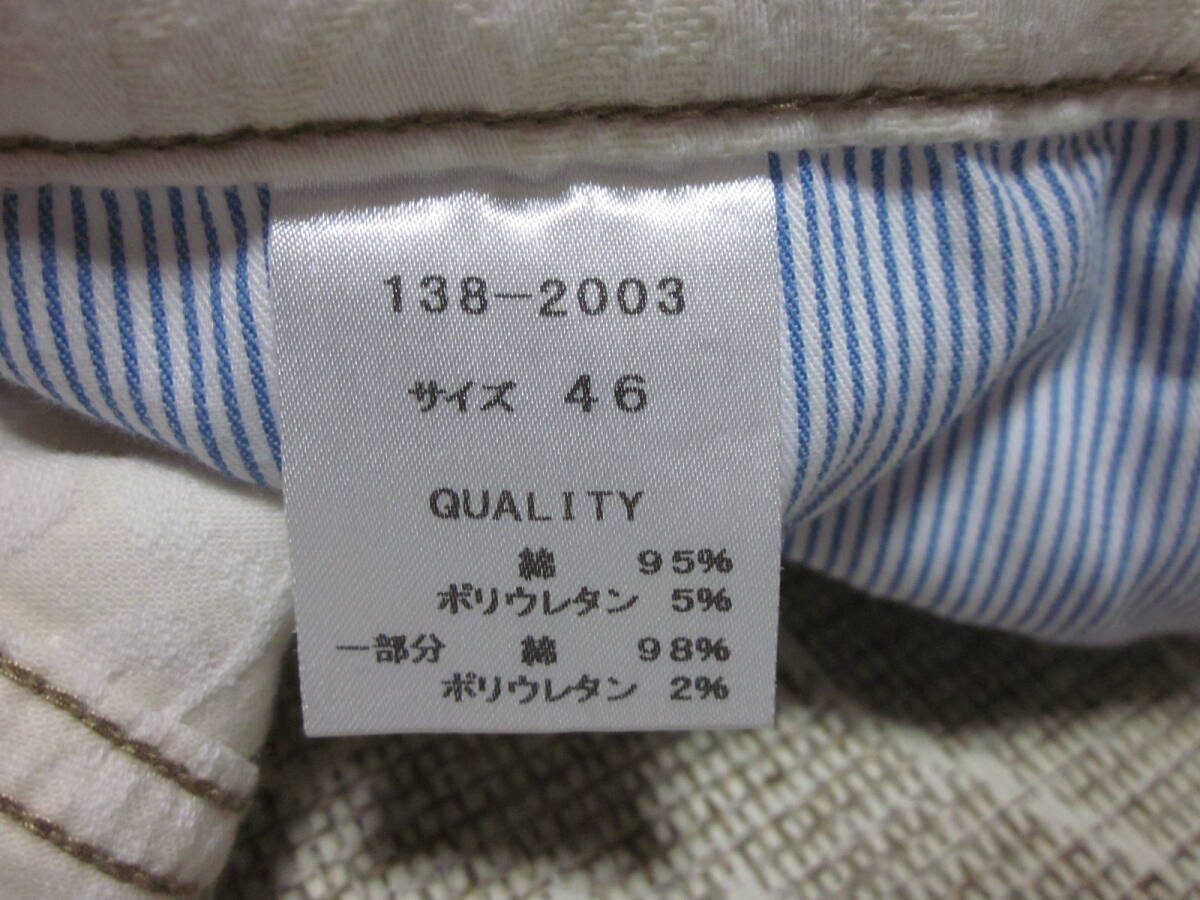 138-2003
サイズ 46
QUALITY
綿 95%
ポリウレタン 5%
一部分 綿 98%
ポリウレタン 2%